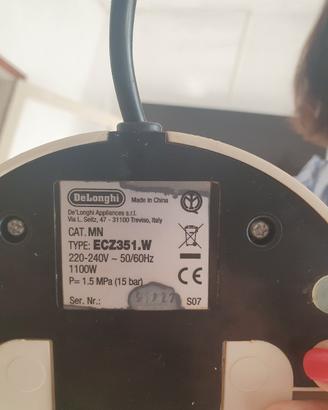 DeLonghi Made in China
De'Longhi Appliances s.r.l.
Via L. Seitz, 47 - 31100 Treviso, Italy
CAT. MN
TYPE: ECZ351.W
220-240V ~ 50/60Hz
1100W
P= 1.5 MPa (15 bar)
Ser. Nr.: S07
CE